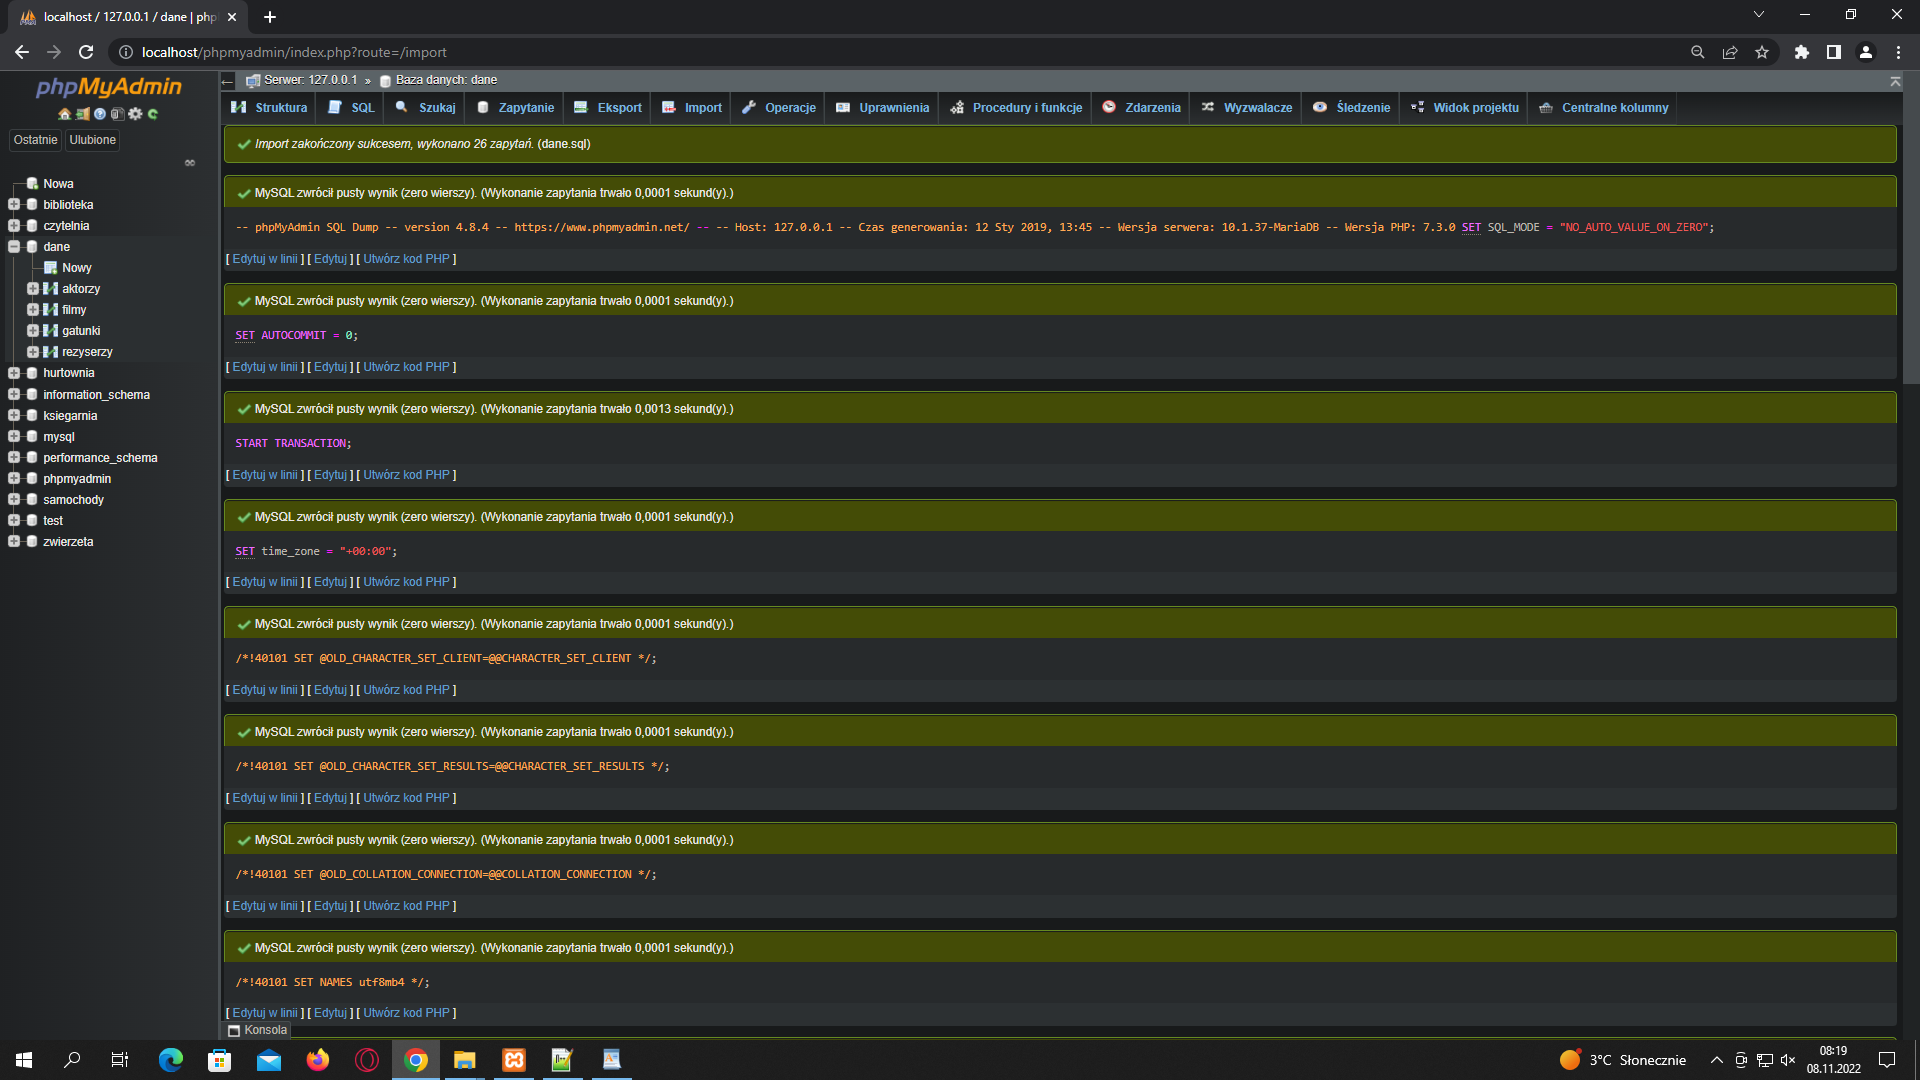 localhost / 127.0.0.1 / dane | php
localhost/phpmyadmin/index.php?route=/import
phpMyAdmin
Ostatnie Ubulione
Nowa
biblioteka
czytelnia
dane
Nowy
aktorzy
filmy
gatunki
rezyserzy
hurtownia
information_schema
ksiegarnia
mysql
performance_schema
phpmyadmin
samochody
test
zwierzeta
Serwer: 127.0.0.1 » Baza danych: dane
Struktura SQL Szukaj Zapytanie Eksport Import Operacje Uprawnienia Procedury i funkcje Zdarzenia Wyzwalacze Śledzenie Widok projektu Centralne kolumny
Import zakończony sukcesem, wykonano 26 zapytań. (dane.sql)
MySQL zwrócił pusty wynik (zero wierszy). (Wykonanie zapytania trwało 0,0001 sekund(y).)
-- phpMyAdmin SQL Dump -- version 4.8.4 -- https://www.phpmyadmin.net/ -- -- Host: 127.0.0.1 -- Czas generowania: 12 Sty 2019, 13:45 -- Wersja serwera: 10.1.37-MariaDB -- Wersja PHP: 7.3.0 SET SQL_MODE = "NO_AUTO_VALUE_ON_ZERO";
[ Edytuj w linii ] [ Edytuj ] [ Utwórz kod PHP ]
MySQL zwrócił pusty wynik (zero wierszy). (Wykonanie zapytania trwało 0,0001 sekund(y).)
SET AUTOCOMMIT = 0;
[ Edytuj w linii ] [ Edytuj ] [ Utwórz kod PHP ]
MySQL zwrócił pusty wynik (zero wierszy). (Wykonanie zapytania trwało 0,0013 sekund(y).)
START TRANSACTION;
[ Edytuj w linii ] [ Edytuj ] [ Utwórz kod PHP ]
MySQL zwrócił pusty wynik (zero wierszy). (Wykonanie zapytania trwało 0,0001 sekund(y).)
SET time_zone = "+00:00";
[ Edytuj w linii ] [ Edytuj ] [ Utwórz kod PHP ]
MySQL zwrócił pusty wynik (zero wierszy). (Wykonanie zapytania trwało 0,0001 sekund(y).)
/*!40101 SET @OLD_CHARACTER_SET_CLIENT=@@CHARACTER_SET_CLIENT */;
[ Edytuj w linii ] [ Edytuj ] [ Utwórz kod PHP ]
MySQL zwrócił pusty wynik (zero wierszy). (Wykonanie zapytania trwało 0,0001 sekund(y).)
/*!40101 SET @OLD_CHARACTER_SET_RESULTS=@@CHARACTER_SET_RESULTS */;
[ Edytuj w linii ] [ Edytuj ] [ Utwórz kod PHP ]
MySQL zwrócił pusty wynik (zero wierszy). (Wykonanie zapytania trwało 0,0001 sekund(y).)
/*!40101 SET @OLD_COLLATION_CONNECTION=@@COLLATION_CONNECTION */;
[ Edytuj w linii ] [ Edytuj ] [ Utwórz kod PHP ]
MySQL zwrócił pusty wynik (zero wierszy). (Wykonanie zapytania trwało 0,0001 sekund(y).)
/*!40101 SET NAMES utf8mb4 */;
[ Edytuj w linii ] [ Edytuj ] [ Utwórz kod PHP ]
Konsola
3°C Słonecznie
08:19
08.11.2022